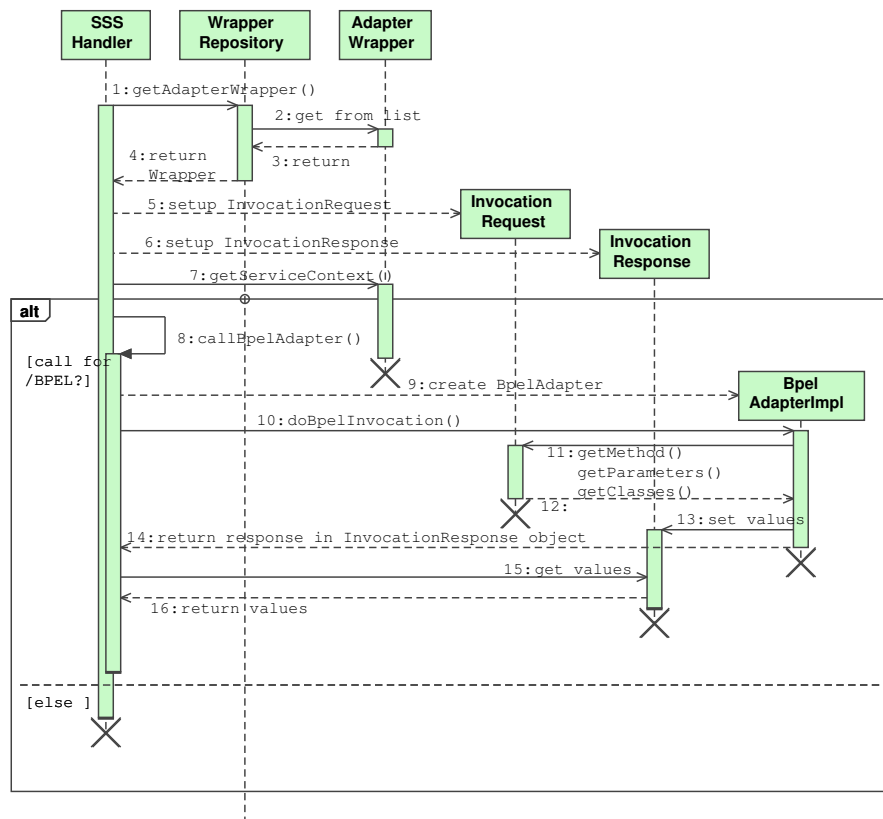 SSS
Handler
Wrapper
Repository
Adapter
Wrapper
1:getAdapterWrapper()
2:get from list
3:return
4:return
Wrapper
Invocation
Request
5:setup InvocationRequest
Invocation
Response
6:setup InvocationResponse
7:getServiceContext()
alt
8:callBpelAdapter()
[call for
/BPEL?]
Bpel
AdapterImpl
9:create BpelAdapter
10:doBpelInvocation()
11:getMethod()
getParameters()
getClasses()
12:
13:set values
14:return response in InvocationResponse object
15:get values
16:return values
[else ]